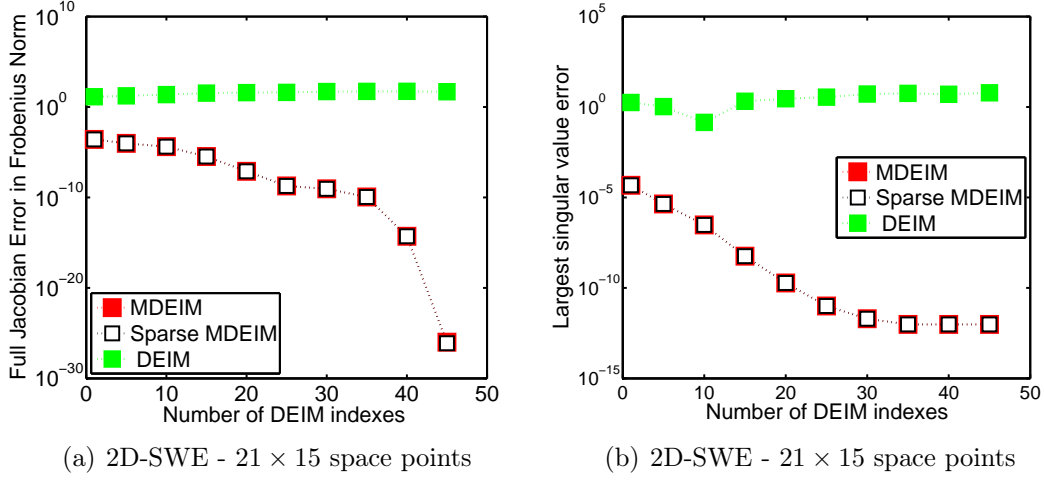 Full Jacobian Error in Frobenius Norm
10^10
10^0
10^−10
10^−20
10^−30
MDEIM
Sparse MDEIM
DEIM
0 10 20 30 40 50
Number of DEIM indexes
(a) 2D-SWE - 21 × 15 space points
Largest singular value error
10^5
10^0
10^−5
10^−10
10^−15
MDEIM
Sparse MDEIM
DEIM
0 10 20 30 40 50
Number of DEIM indexes
(b) 2D-SWE - 21 × 15 space points